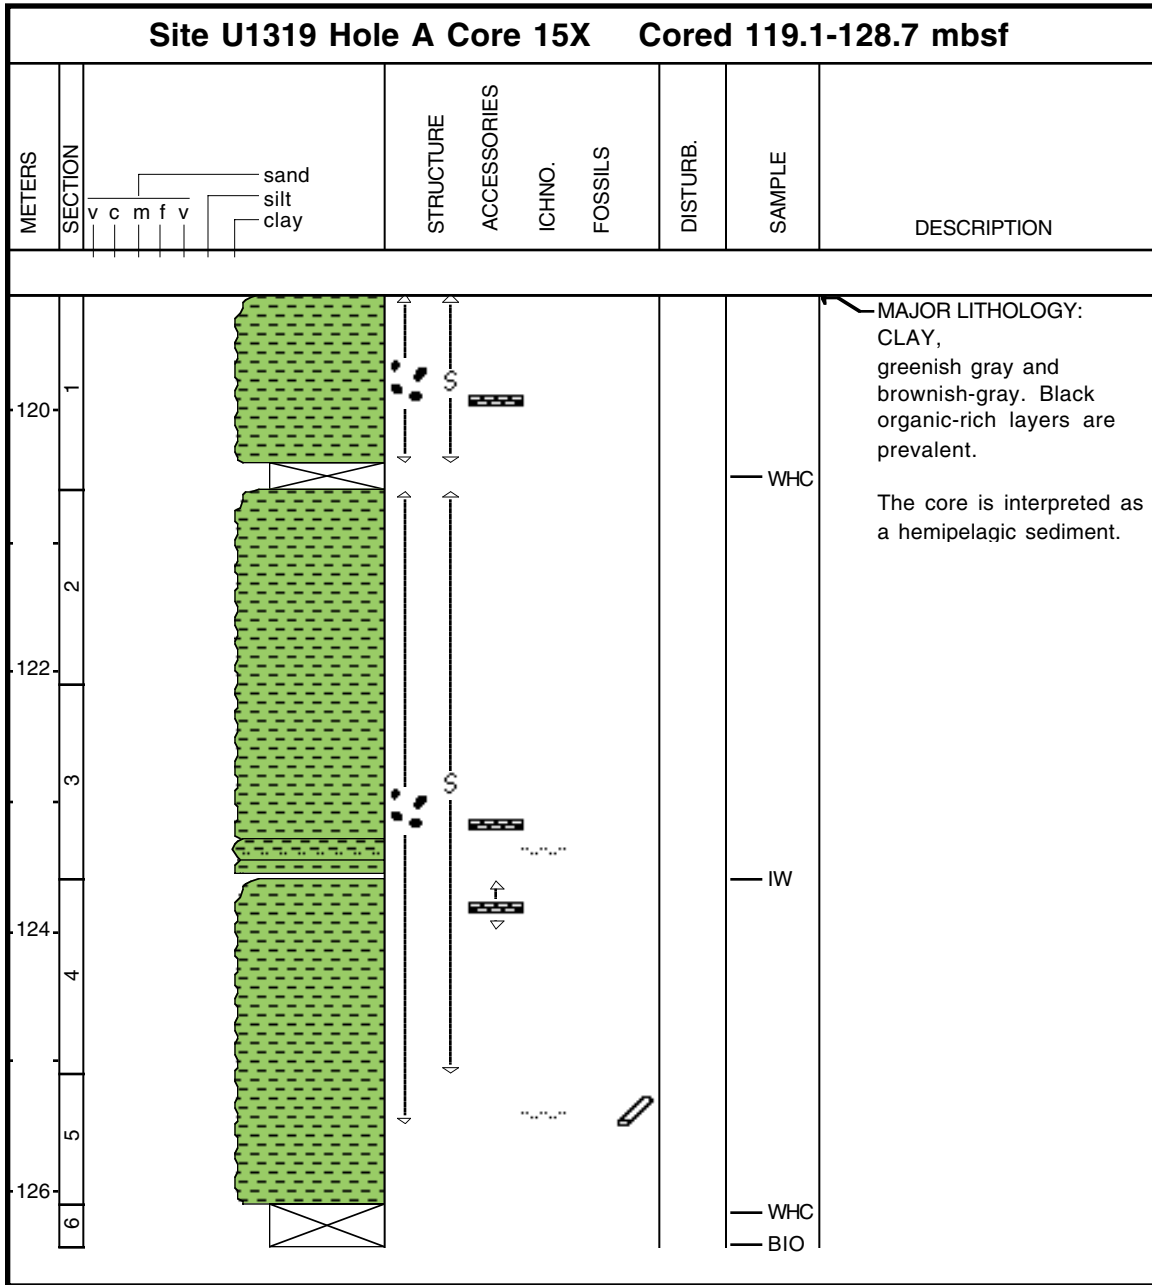 Site U1319 Hole A Core 15X Cored 119.1-128.7 mbsf
METERS
SECTION
v c m f v
sand
silt
clay
STRUCTURE
ACCESSORIES
ICHNO.
FOSSILS
DISTURB.
SAMPLE
DESCRIPTION
MAJOR LITHOLOGY:
CLAY,
greenish gray and
brownish-gray. Black
organic-rich layers are
prevalent.
The core is interpreted as
a hemipelagic sediment.
1
S
120
WHC
2
122
3
S
IW
124
4
5
126
6
WHC
BIO